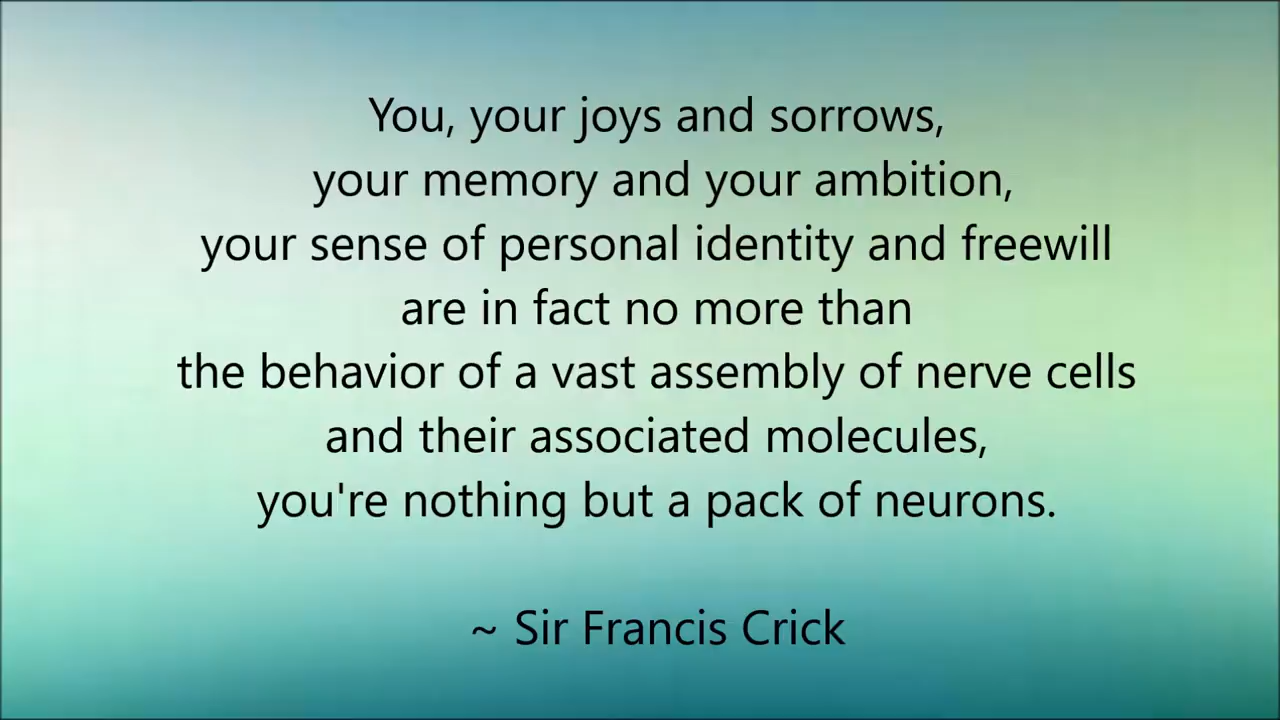 You, your joys and sorrows,
your memory and your ambition,
your sense of personal identity and freewill
are in fact no more than
the behavior of a vast assembly of nerve cells
and their associated molecules,
you're nothing but a pack of neurons.
~ Sir Francis Crick